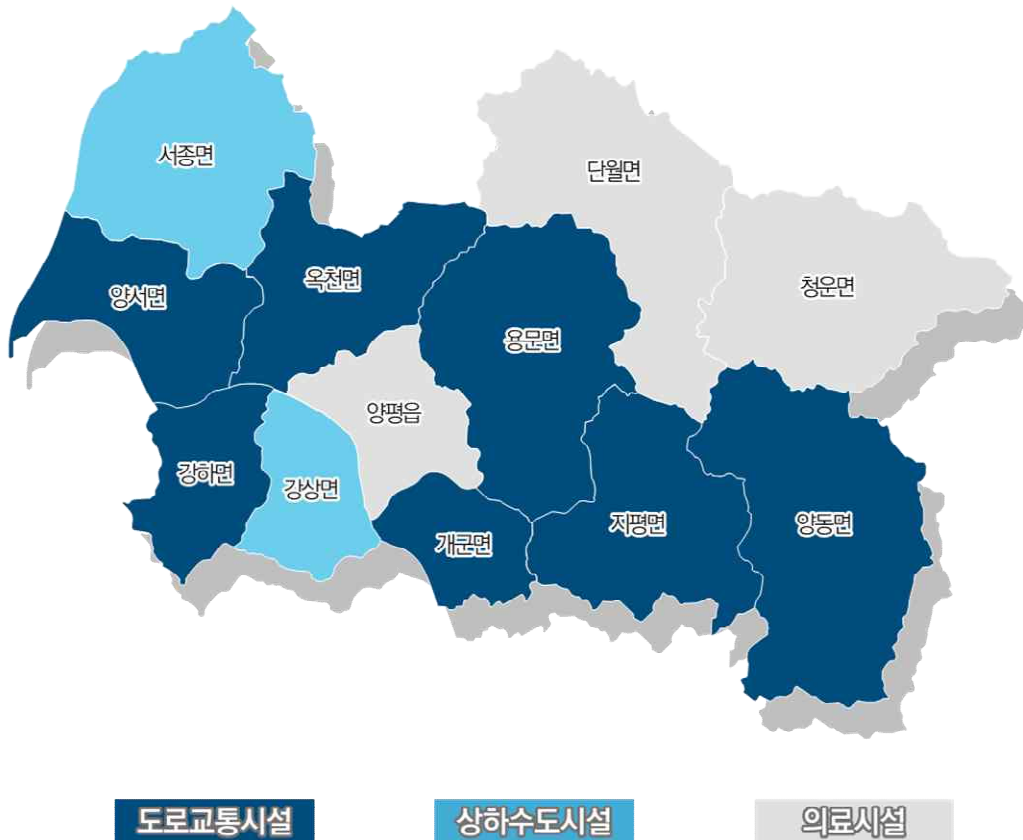 서종면
단월면
옥천면
청운면
양서면
용문면
양평읍
강하면
강상면
지평면
양동면
개군면
도로교통시설
상하수도시설
의료시설